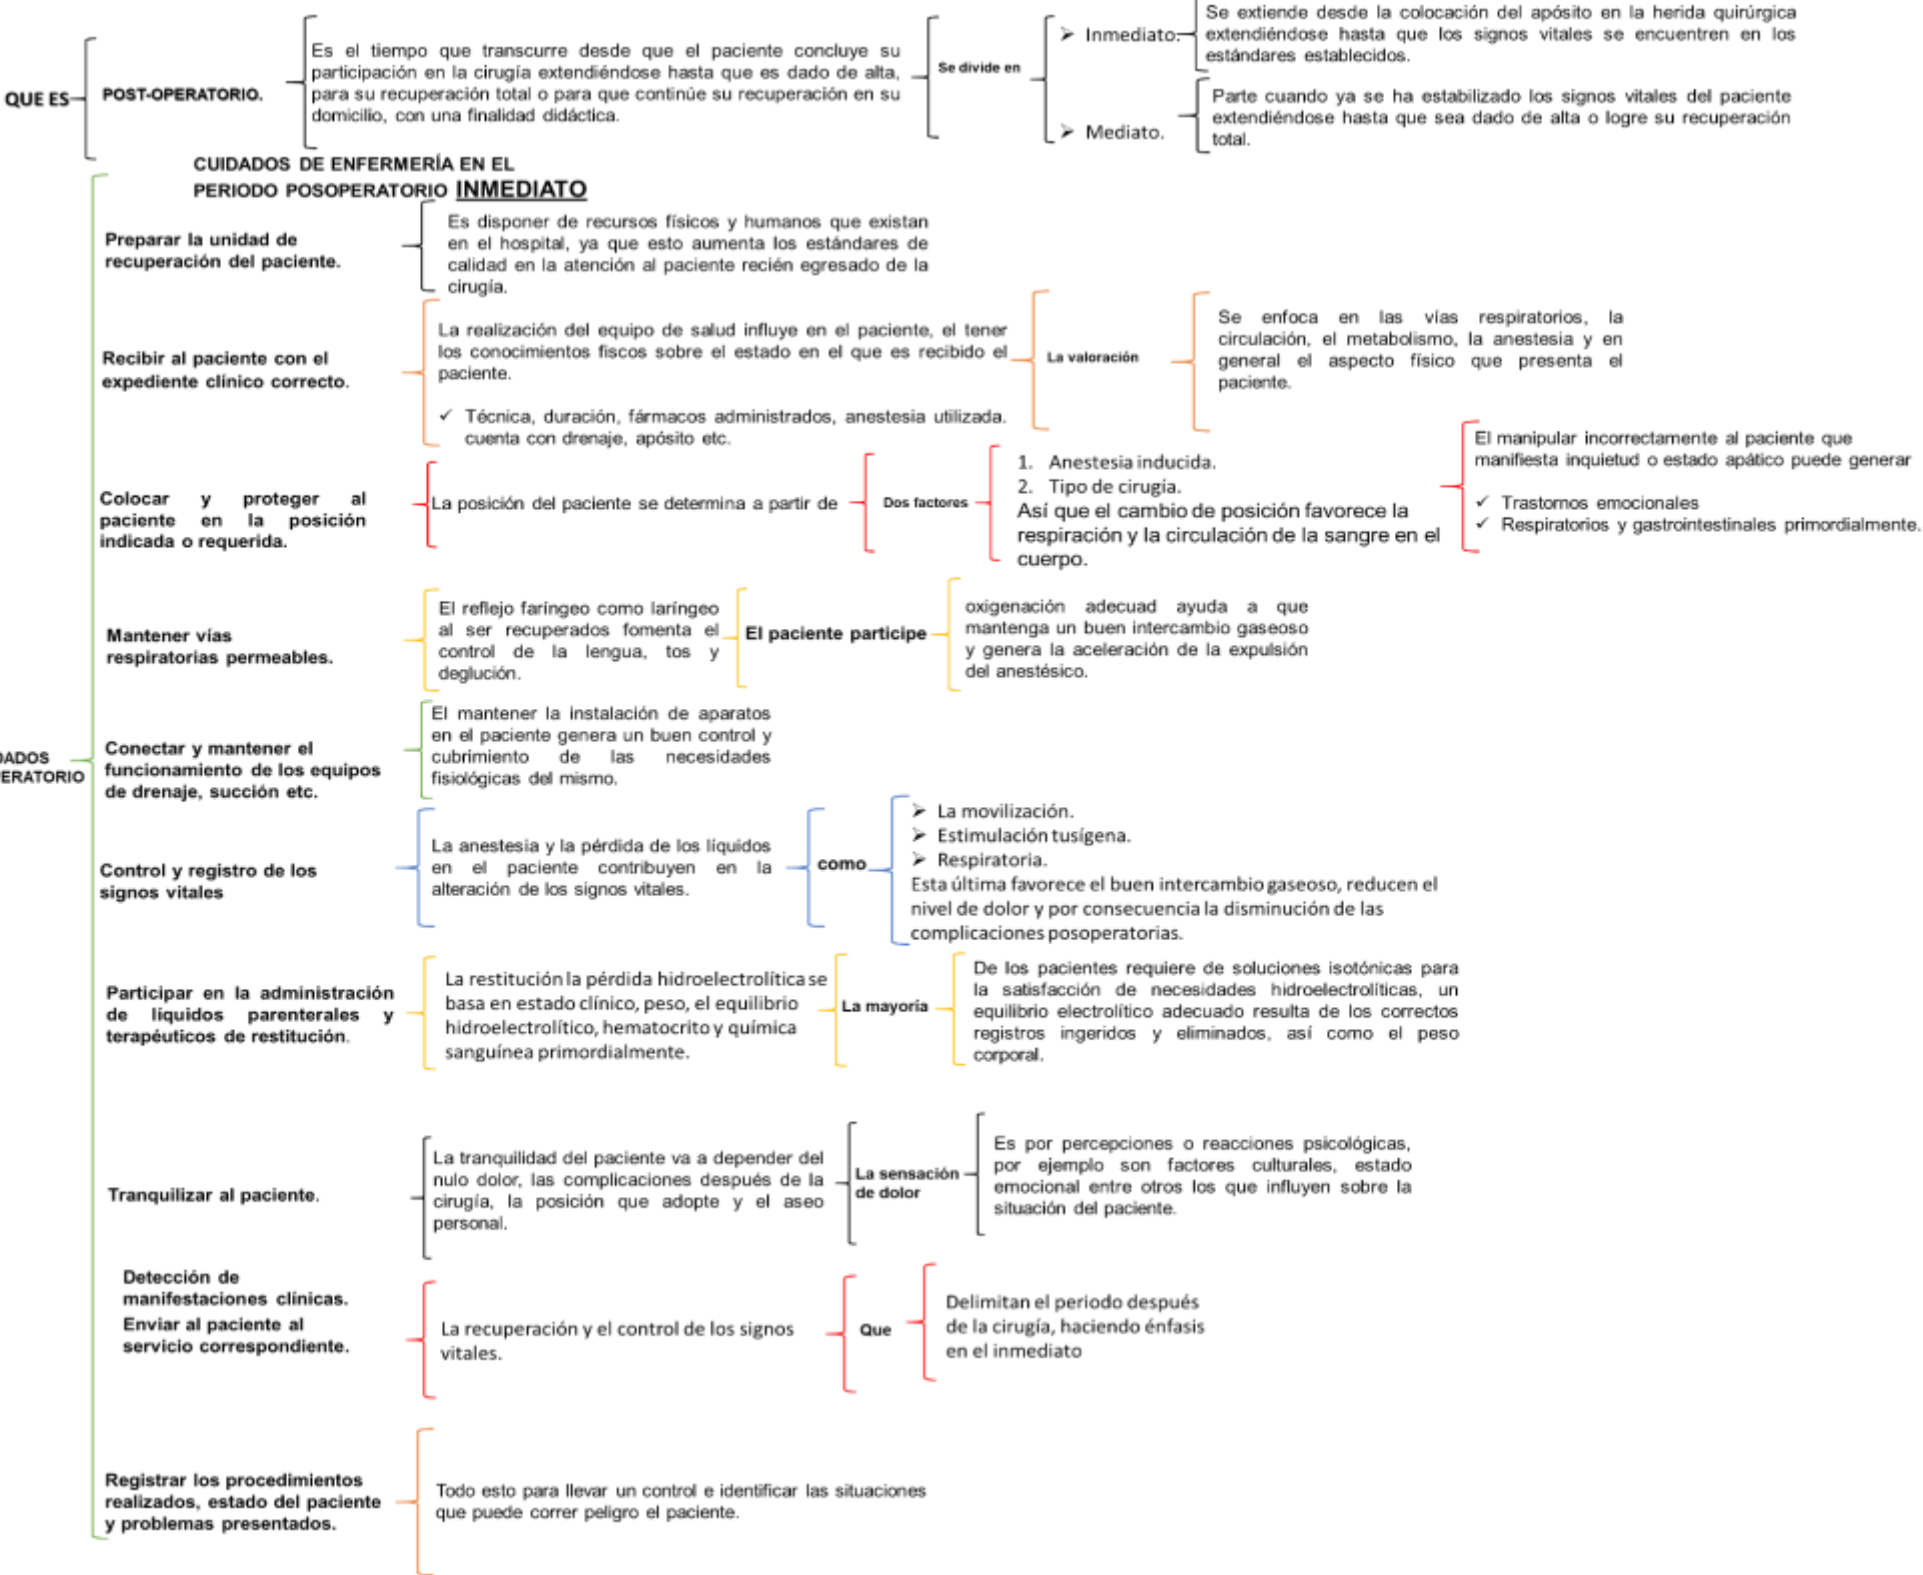 QUE ES
POST-OPERATORIO.
Es el tiempo que transcurre desde que el paciente concluye su
participación en la cirugía extendiéndose hasta que es dado de alta,
para su recuperación total o para que continúe su recuperación en su
domicilio, con una finalidad didáctica.
Se divide en
➢ Inmediato.
Se extiende desde la colocación del apósito en la herida quirúrgica
extendiéndose hasta que los signos vitales se encuentren en los
estándares establecidos.
➢ Mediato.
Parte cuando ya se ha estabilizado los signos vitales del paciente
extendiéndose hasta que sea dado de alta o logre su recuperación
total.
CUIDADOS DE ENFERMERÍA EN EL
PERIODO POSOPERATORIO INMEDIATO
DADOS
PERATORIO
Preparar la unidad de
recuperación del paciente.
Es disponer de recursos físicos y humanos que existan
en el hospital, ya que esto aumenta los estándares de
calidad en la atención al paciente recién egresado de la
cirugía.
Recibir al paciente con el
expediente clínico correcto.
La realización del equipo de salud influye en el paciente, el tener
los conocimientos fiscos sobre el estado en el que es recibido el
paciente.
✓ Técnica, duración, fármacos administrados, anestesia utilizada.
cuenta con drenaje, apósito etc.
La valoración
Se enfoca en las vías respiratorios, la
circulación, el metabolismo, la anestesia y en
general el aspecto físico que presenta el
paciente.
Colocar y proteger al
paciente en la posición
indicada o requerida.
La posición del paciente se determina a partir de
Dos factores
1. Anestesia inducida.
2. Tipo de cirugía.
Así que el cambio de posición favorece la
respiración y la circulación de la sangre en el
cuerpo.
El manipular incorrectamente al paciente que
manifiesta inquietud o estado apático puede generar
✓ Trastornos emocionales
✓ Respiratorios y gastrointestinales primordialmente.
Mantener vías
respiratorias permeables.
El reflejo faríngeo como laríngeo
al ser recuperados fomenta el
control de la lengua, tos y
deglución.
El paciente participe
oxigenación adecuad ayuda a que
mantenga un buen intercambio gaseoso
y genera la aceleración de la expulsión
del anestésico.
Conectar y mantener el
funcionamiento de los equipos
de drenaje, succión etc.
El mantener la instalación de aparatos
en el paciente genera un buen control y
cubrimiento de las necesidades
fisiológicas del mismo.
Control y registro de los
signos vitales
La anestesia y la pérdida de los líquidos
en el paciente contribuyen en la
alteración de los signos vitales.
como
➢ La movilización.
➢ Estimulación tusígena.
➢ Respiratoria.
Esta última favorece el buen intercambio gaseoso, reducen el
nivel de dolor y por consecuencia la disminución de las
complicaciones posoperatorias.
Participar en la administración
de líquidos parenterales y
terapéuticos de restitución.
La restitución la pérdida hidroelectrolítica se
basa en estado clínico, peso, el equilibrio
hidroelectrolítico, hematocrito y química
sanguínea primordialmente.
La mayoría
De los pacientes requiere de soluciones isotónicas para
la satisfacción de necesidades hidroelectrolíticas, un
equilibrio electrolítico adecuado resulta de los correctos
registros ingeridos y eliminados, así como el peso
corporal.
Tranquilizar al paciente.
La tranquilidad del paciente va a depender del
nulo dolor, las complicaciones después de la
cirugía, la posición que adopte y el aseo
personal.
La sensación
de dolor
Es por percepciones o reacciones psicológicas,
por ejemplo son factores culturales, estado
emocional entre otros los que influyen sobre la
situación del paciente.
Detección de
manifestaciones clínicas.
Enviar al paciente al
servicio correspondiente.
La recuperación y el control de los signos
vitales.
Que
Delimitan el periodo después
de la cirugía, haciendo énfasis
en el inmediato
Registrar los procedimientos
realizados, estado del paciente
y problemas presentados.
Todo esto para llevar un control e identificar las situaciones
que puede correr peligro el paciente.